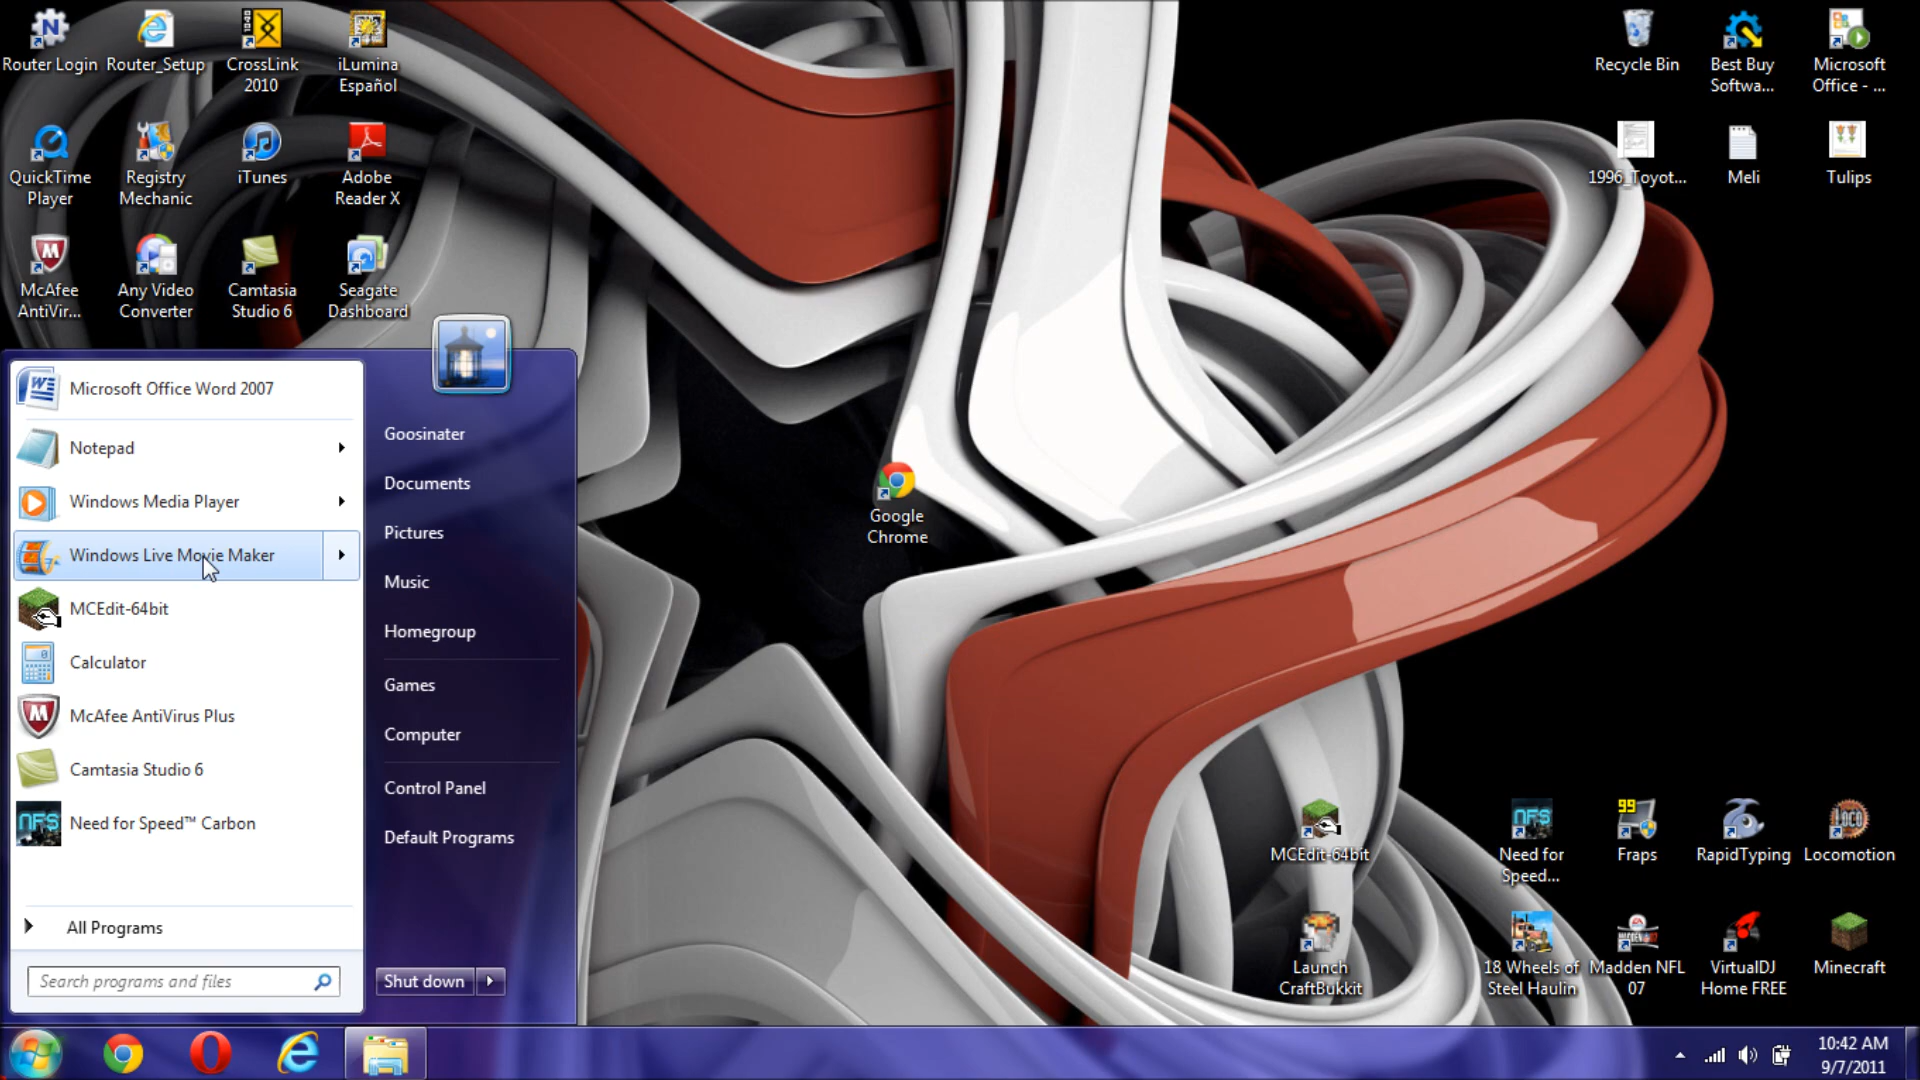 Router Login
Router_Setup
CrossLink
2010
iLumina
Español
Recycle Bin
Best Buy
Softwa...
Microsoft
Office - ...
QuickTime
Player
Registry
Mechanic
iTunes
Adobe
Reader X
1996_Toyot...
Meli
Tulips
McAfee
AntiVir...
Any Video
Converter
Camtasia
Studio 6
Seagate
Dashboard
Microsoft Office Word 2007
Notepad
Windows Media Player
Windows Live Movie Maker
MCEdit-64bit
Calculator
McAfee AntiVirus Plus
Camtasia Studio 6
Need for Speed™ Carbon
All Programs
Search programs and files
Goosinater
Documents
Pictures
Music
Homegroup
Games
Computer
Control Panel
Default Programs
Shut down
Google
Chrome
MCEdit-64bit
Need for
Speed...
99
Fraps
RapidTyping
Locomotion
Launch
CraftBukkit
18 Wheels of
Steel Haulin
Madden NFL
07
VirtualDJ
Home FREE
Minecraft
10:42 AM
9/7/2011